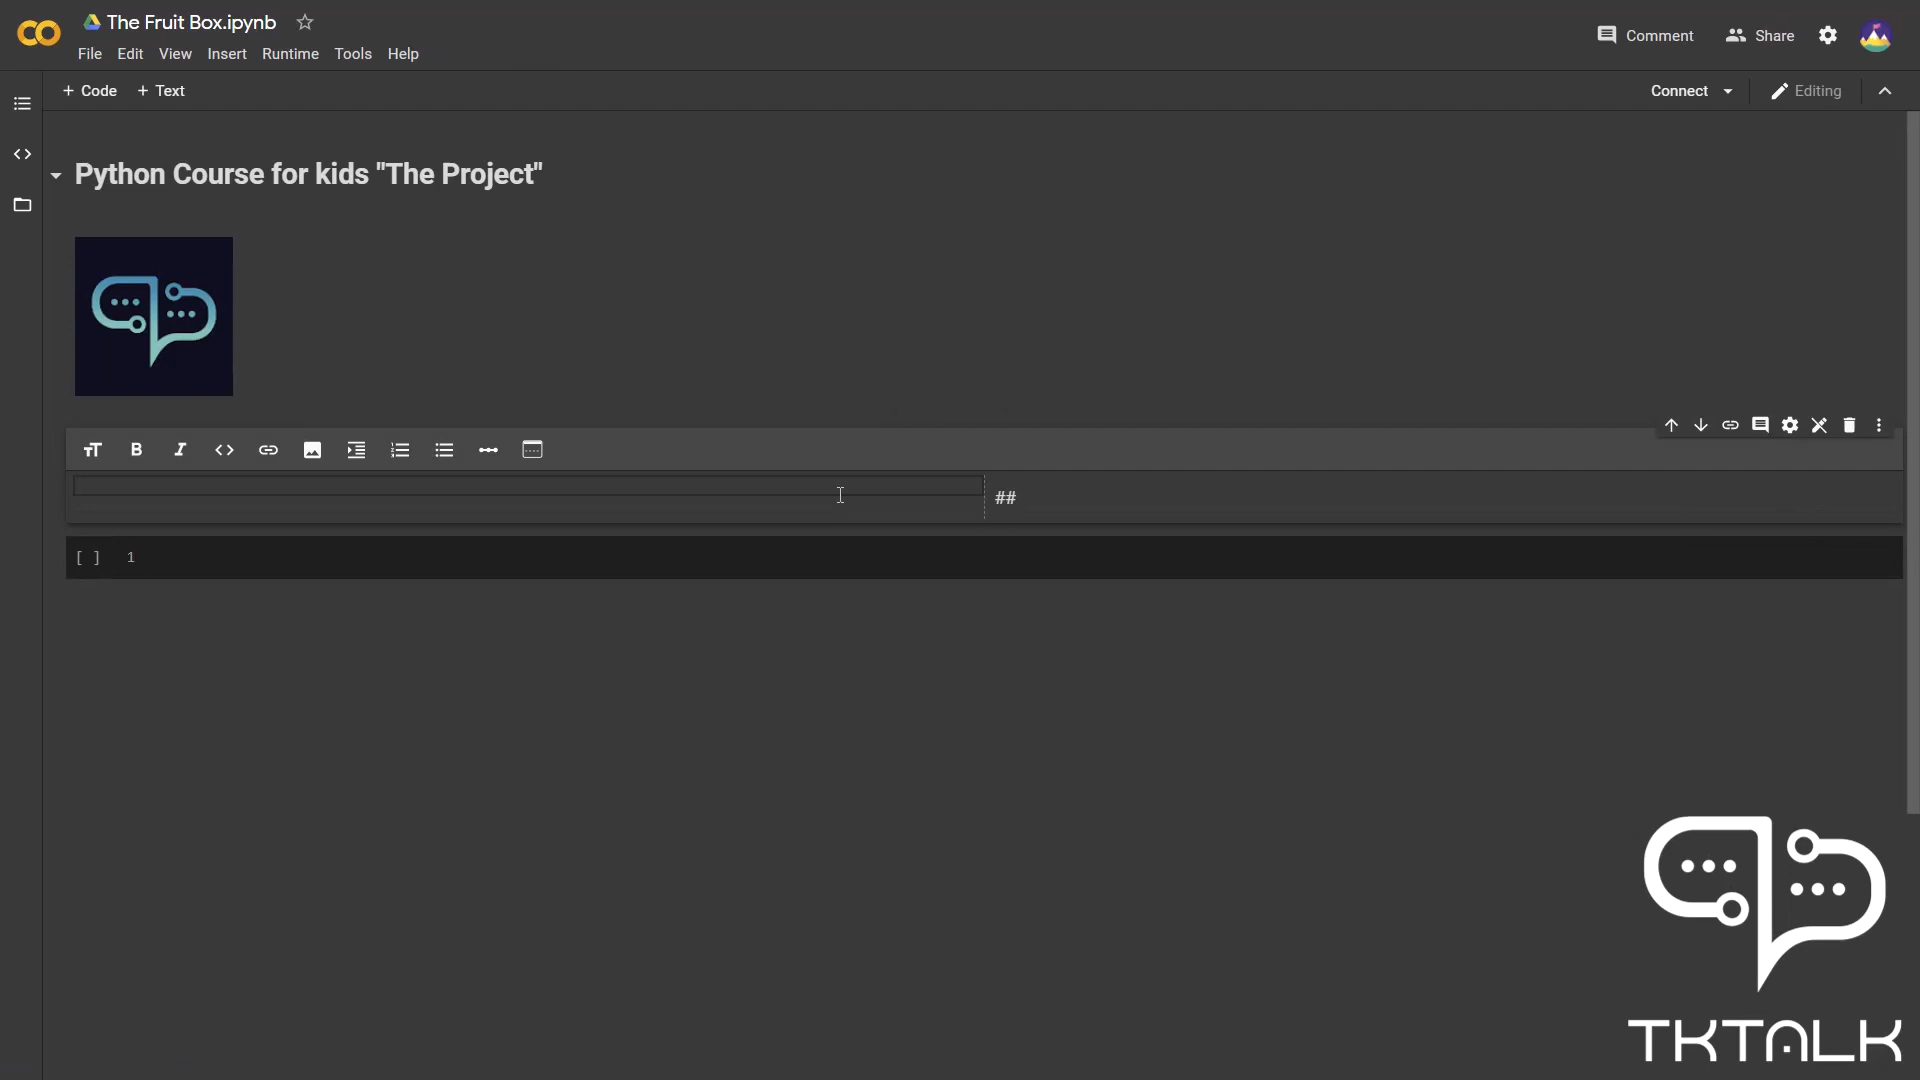 The Fruit Box.ipynb
File Edit View Insert Runtime Tools Help
Comment Share
+ Code + Text
Connect Editing
Python Course for kids "The Project"
##
[ ] 1
TKTALK